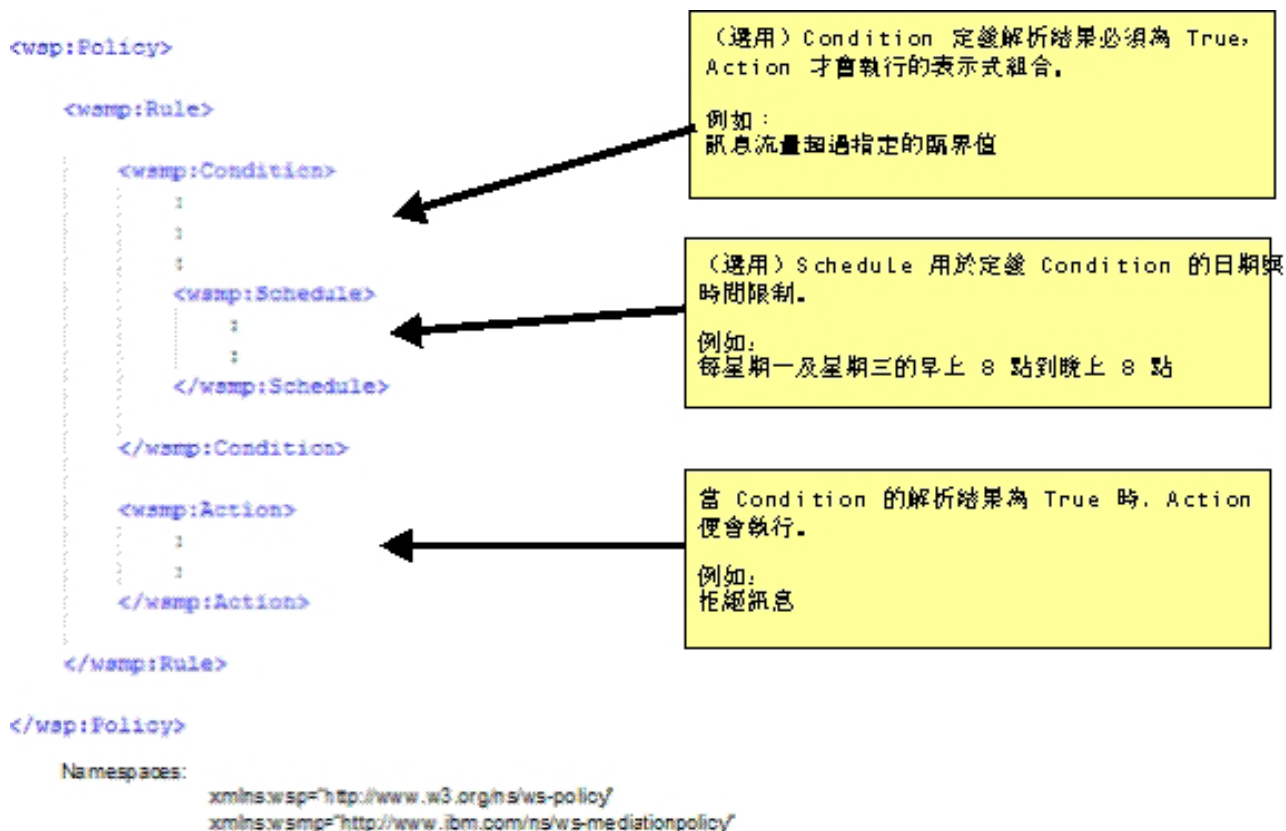 <wsp:Policy>
<wsmp:Rule>
<wsmp:Condition>
:
:
:
<wsmp:Schedule>
:
:
</wsmp:Schedule>
</wsmp:Condition>
<wsmp:Action>
:
:
</wsmp:Action>
</wsmp:Rule>
</wsp:Policy>
(選用)Condition 定義解析結果必須為 True,
Action 才會執行的表示式組合。
例如:
訊息流量超過指定的臨界值
(選用)Schedule 用於定義 Condition 的日期與
時間限制。
例如:
每星期一及星期三的早上 8 點到晚上 8 點
當 Condition 的解析結果為 True 時,Action
便會執行。
例如:
拒絕訊息
Namespaces:
xmlns:wsp="http://www.w3.org/ns/ws-policy"
xmlns:wsmp="http://www.ibm.com/ns/ws-mediationpolicy"